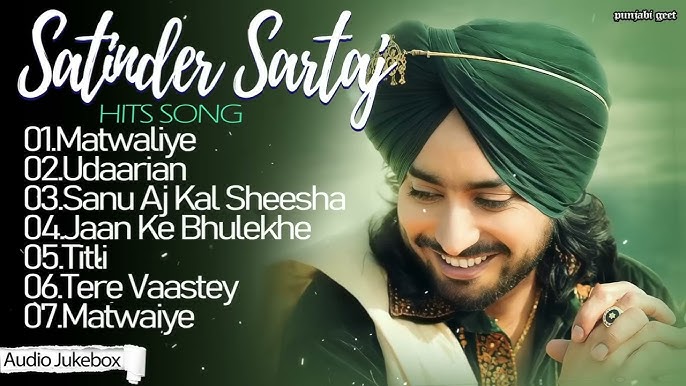 punjabi geet
Satinder Sartaj
HITS SONG
01.Matwaliye
02.Udaarian
03.Sanu Aj Kal Sheesha
04.Jaan Ke Bhulekhe
05.Titli
06.Tere Vaastey
07.Matwaiye
Audio Jukebox